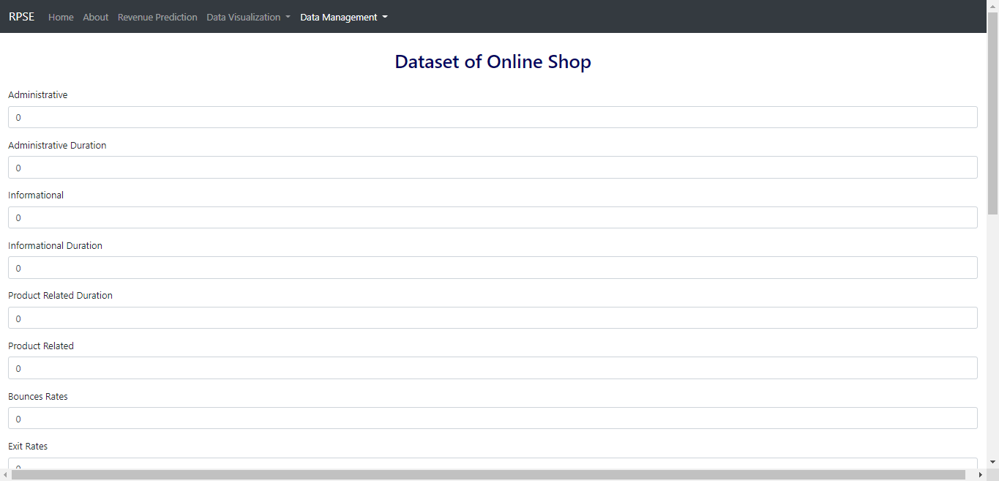 RPSE Home About Revenue Prediction Data Visualization Data Management
Dataset of Online Shop
Administrative
0
Administrative Duration
0
Informational
0
Informational Duration
0
Product Related Duration
0
Product Related
0
Bounces Rates
0
Exit Rates
0